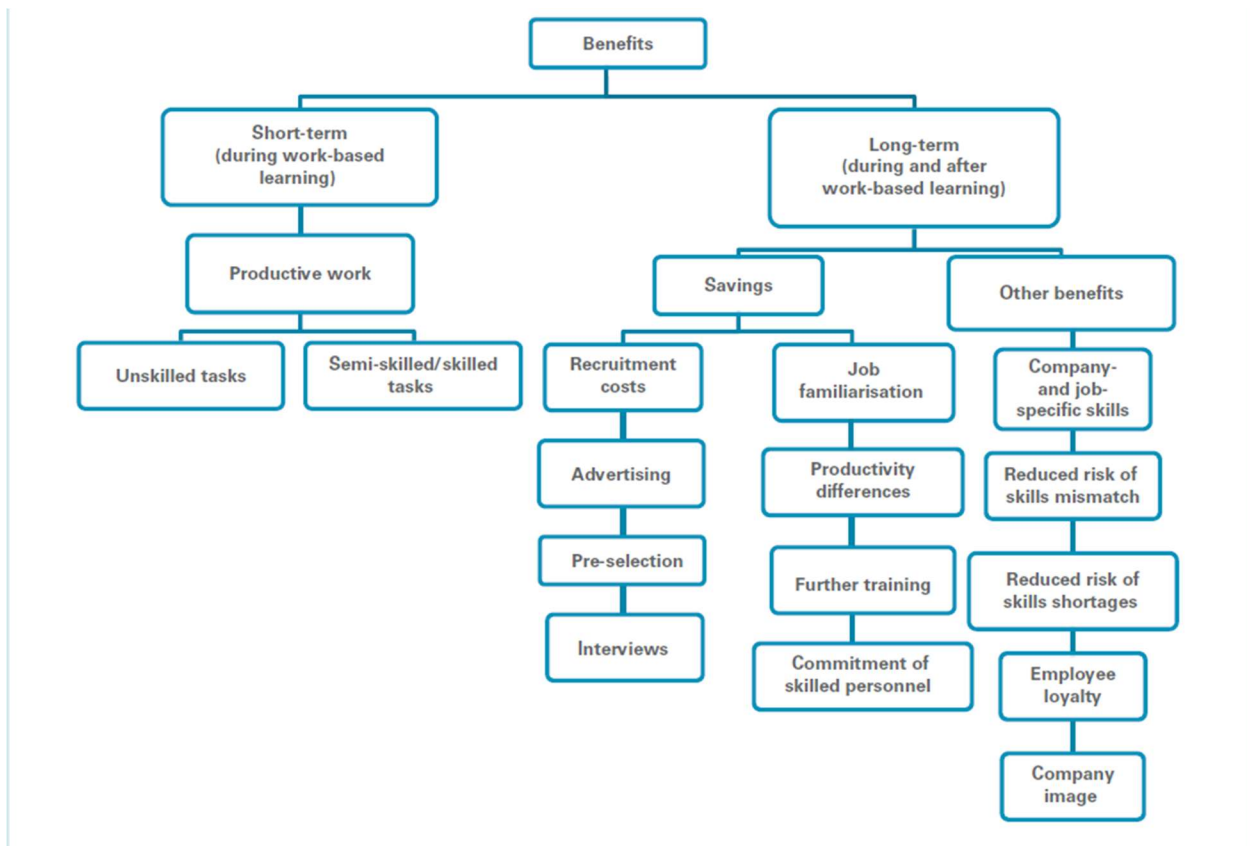 Benefits
Short-term
(during work-based
learning)
Long-term
(during and after
work-based learning)
Productive work
Savings
Other benefits
Unskilled tasks
Semi-skilled/skilled
tasks
Recruitment
costs
Job
familiarisation
Company-
and job-
specific skills
Advertising
Productivity
differences
Reduced risk of
skills mismatch
Pre-selection
Further training
Reduced risk of
skills shortages
Interviews
Commitment of
skilled personnel
Employee
loyalty
Company
image